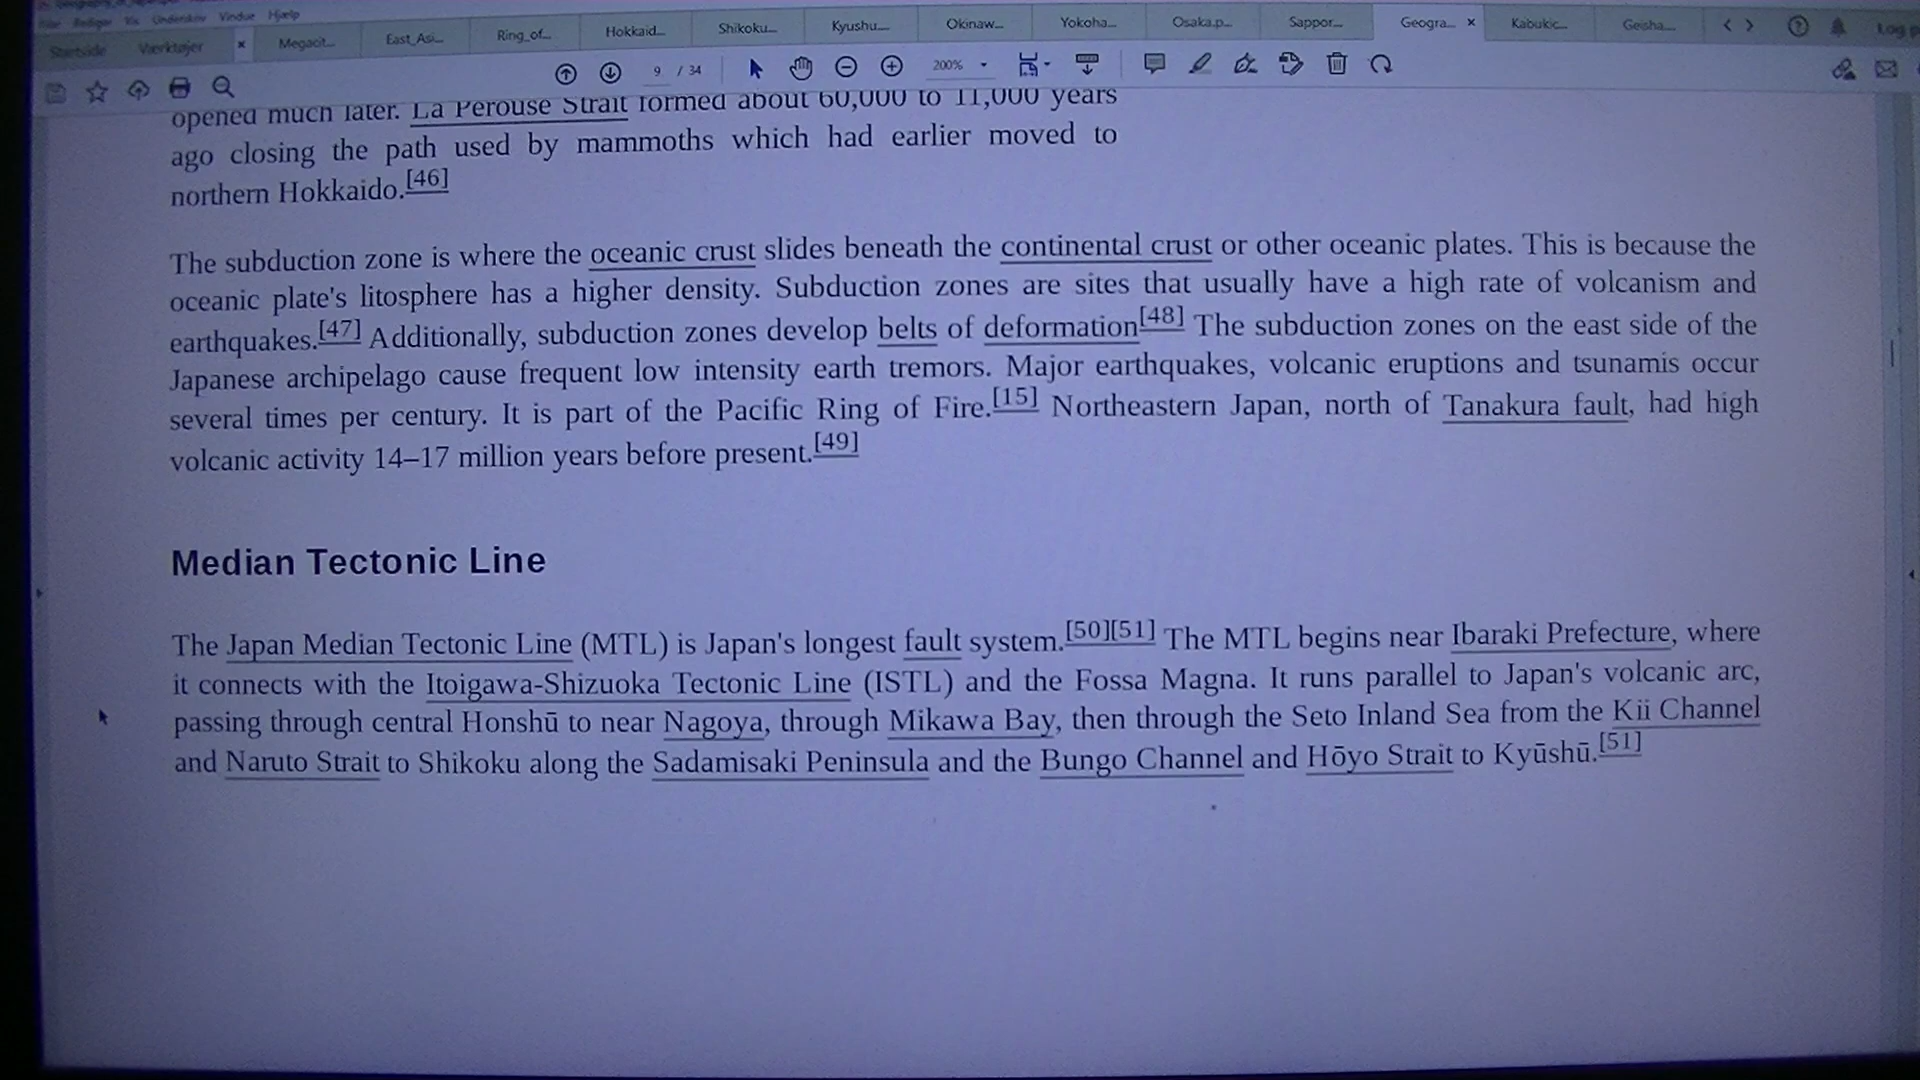 Filer Rediger Vis Underskriv Vindue Hjælp
Startside Værktøjer × Megacit... East_Asi... Ring_of... Hokkaid... Shikoku... Kyushu.... Okinaw... Yokoha... Osaka.p... Sappor... Geogra... × Kabukic... Geisha....
9 / 34 200%
opened much later. La Perouse Strait formed about 60,000 to 11,000 years
ago closing the path used by mammoths which had earlier moved to
northern Hokkaido.[46]
The subduction zone is where the oceanic crust slides beneath the continental crust or other oceanic plates. This is because the
oceanic plate's litosphere has a higher density. Subduction zones are sites that usually have a high rate of volcanism and
earthquakes.[47] Additionally, subduction zones develop belts of deformation[48] The subduction zones on the east side of the
Japanese archipelago cause frequent low intensity earth tremors. Major earthquakes, volcanic eruptions and tsunamis occur
several times per century. It is part of the Pacific Ring of Fire.[15] Northeastern Japan, north of Tanakura fault, had high
volcanic activity 14–17 million years before present.[49]
Median Tectonic Line
The Japan Median Tectonic Line (MTL) is Japan's longest fault system.[50][51] The MTL begins near Ibaraki Prefecture, where
it connects with the Itoigawa-Shizuoka Tectonic Line (ISTL) and the Fossa Magna. It runs parallel to Japan's volcanic arc,
passing through central Honshū to near Nagoya, through Mikawa Bay, then through the Seto Inland Sea from the Kii Channel
and Naruto Strait to Shikoku along the Sadamisaki Peninsula and the Bungo Channel and Hōyo Strait to Kyūshū.[51]